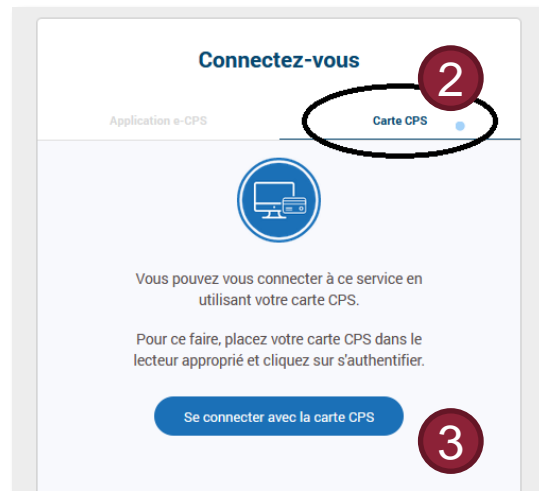 Connectez-vous
2
Application e-CPS
Carte CPS
Vous pouvez vous connecter à ce service en
utilisant votre carte CPS.
Pour ce faire, placez votre carte CPS dans le
lecteur approprié et cliquez sur s'authentifier.
Se connecter avec la carte CPS
3